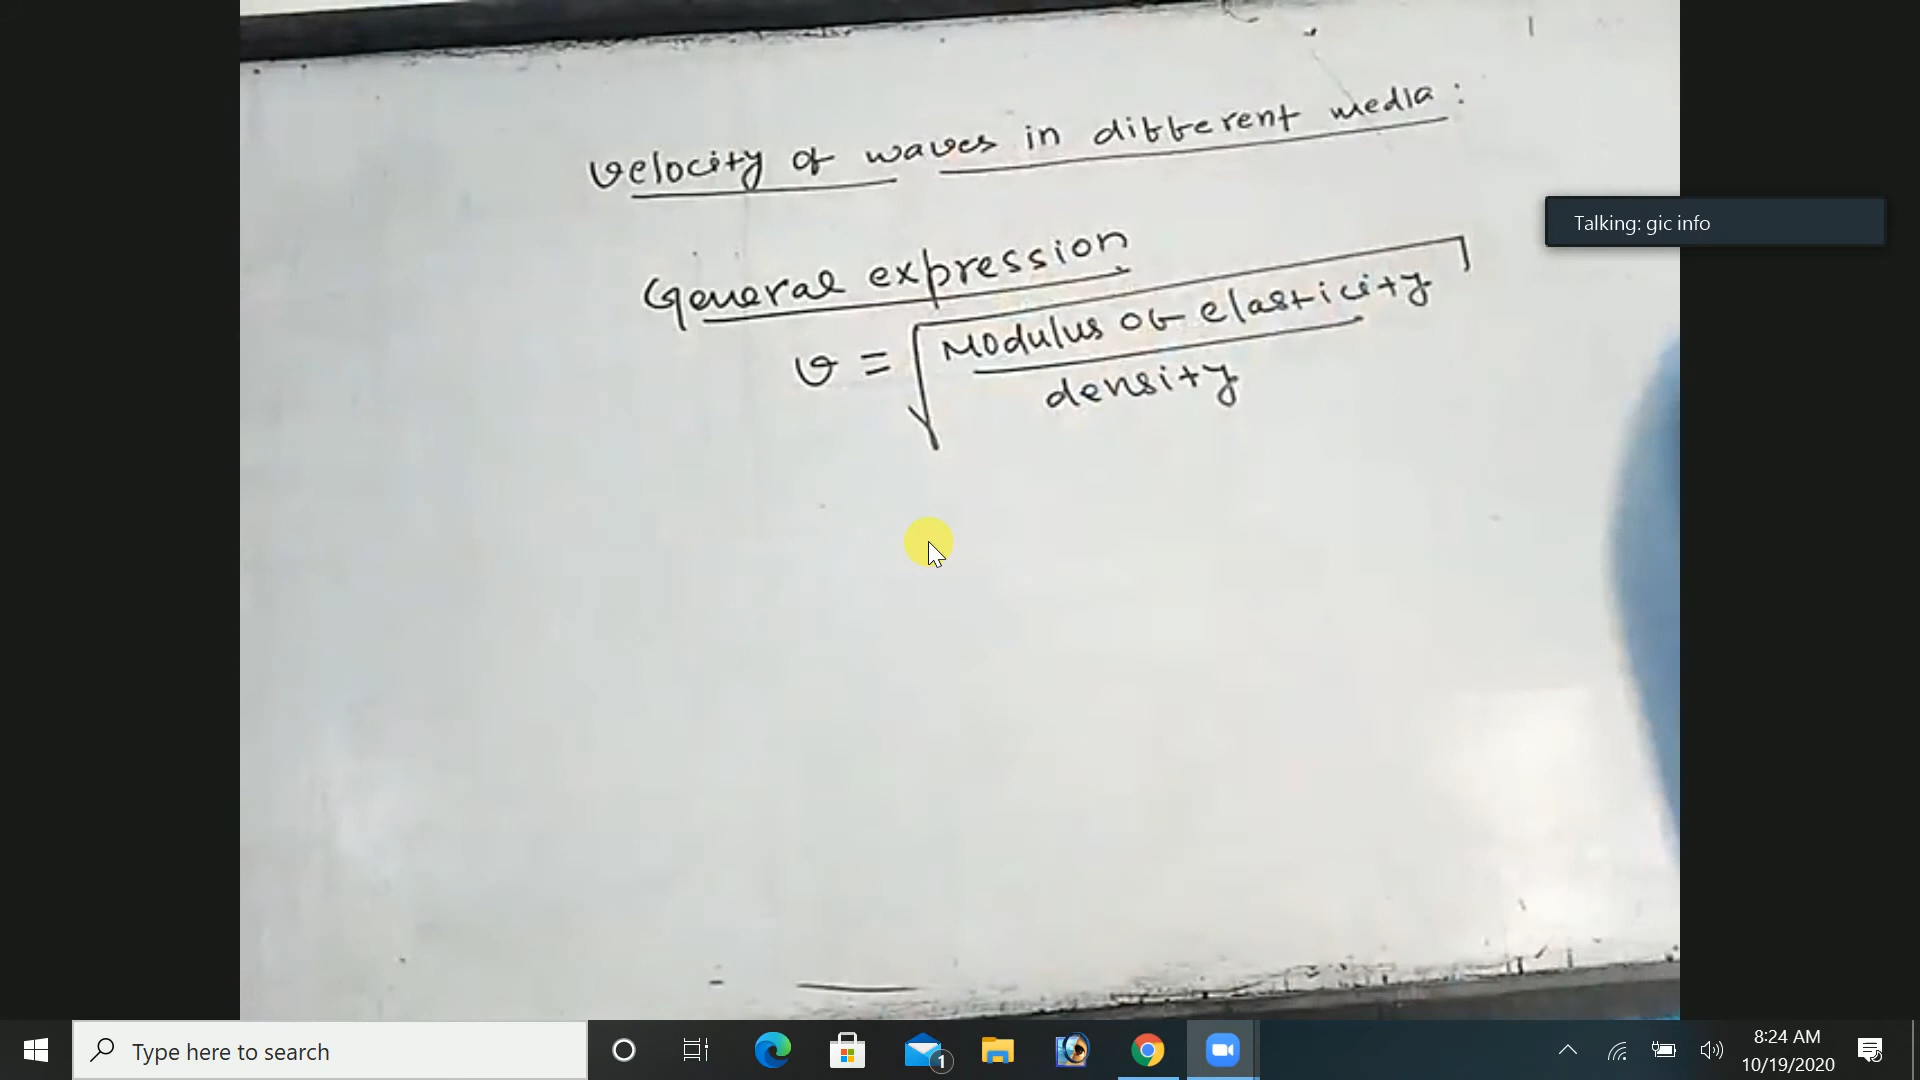 velocity of waves in different media:
Talking: gic info
General expression
v = √(Modulus of elasticity / density)
Type here to search
1
8:24 AM
10/19/2020